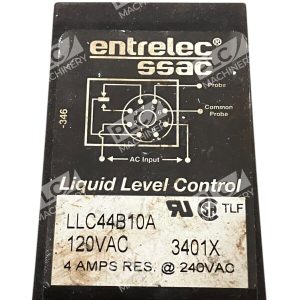 entrelec®
ssac
Probe
Common
Probe
-346
AC Input
Liquid Level Control
LLC44B10A
TLF
120VAC 3401X
4 AMPS RES. @ 240VAC